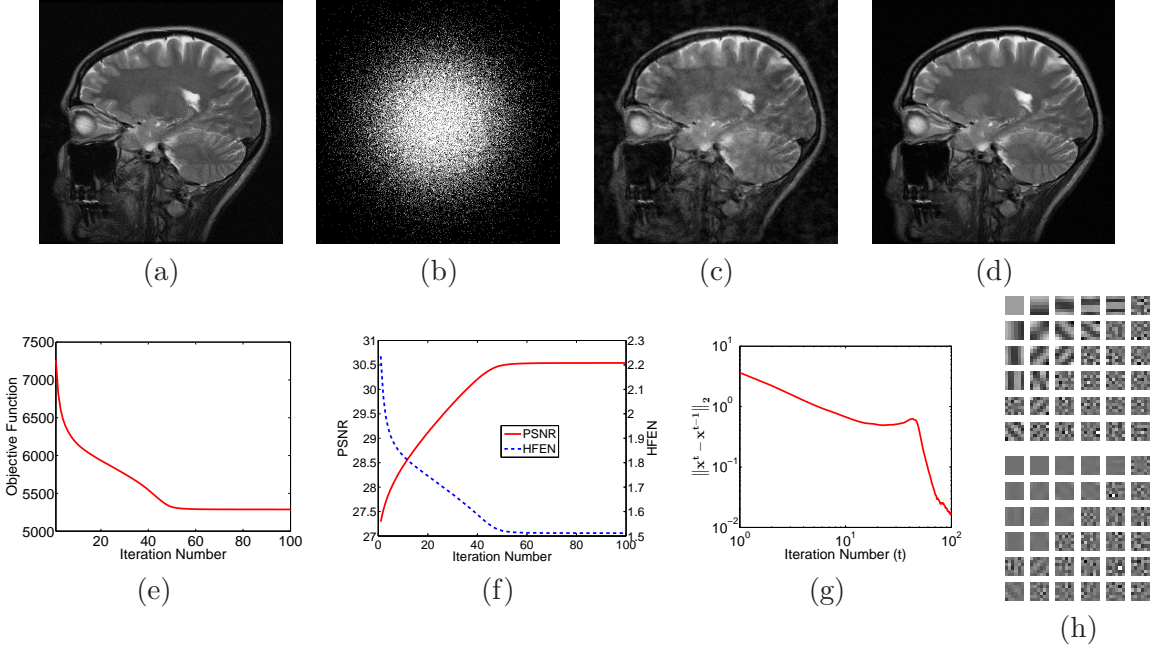 (a)
(b)
(c)
(d)
7500
7000
6500
6000
5500
5000
20
40
60
80
100
Objective Function
Iteration Number
(e)
31
30.5
30
29.5
29
28.5
28
27.5
27
0
20
40
60
80
100
2.3
2.2
2.1
2
1.9
1.8
1.7
1.6
1.5
PSNR
HFEN
PSNR
HFEN
Iteration Number
(f)
10^1
10^0
10^−1
10^−2
10^0
10^1
10^2
‖x^t − x^{t−1}‖_2
Iteration Number (t)
(g)
(h)